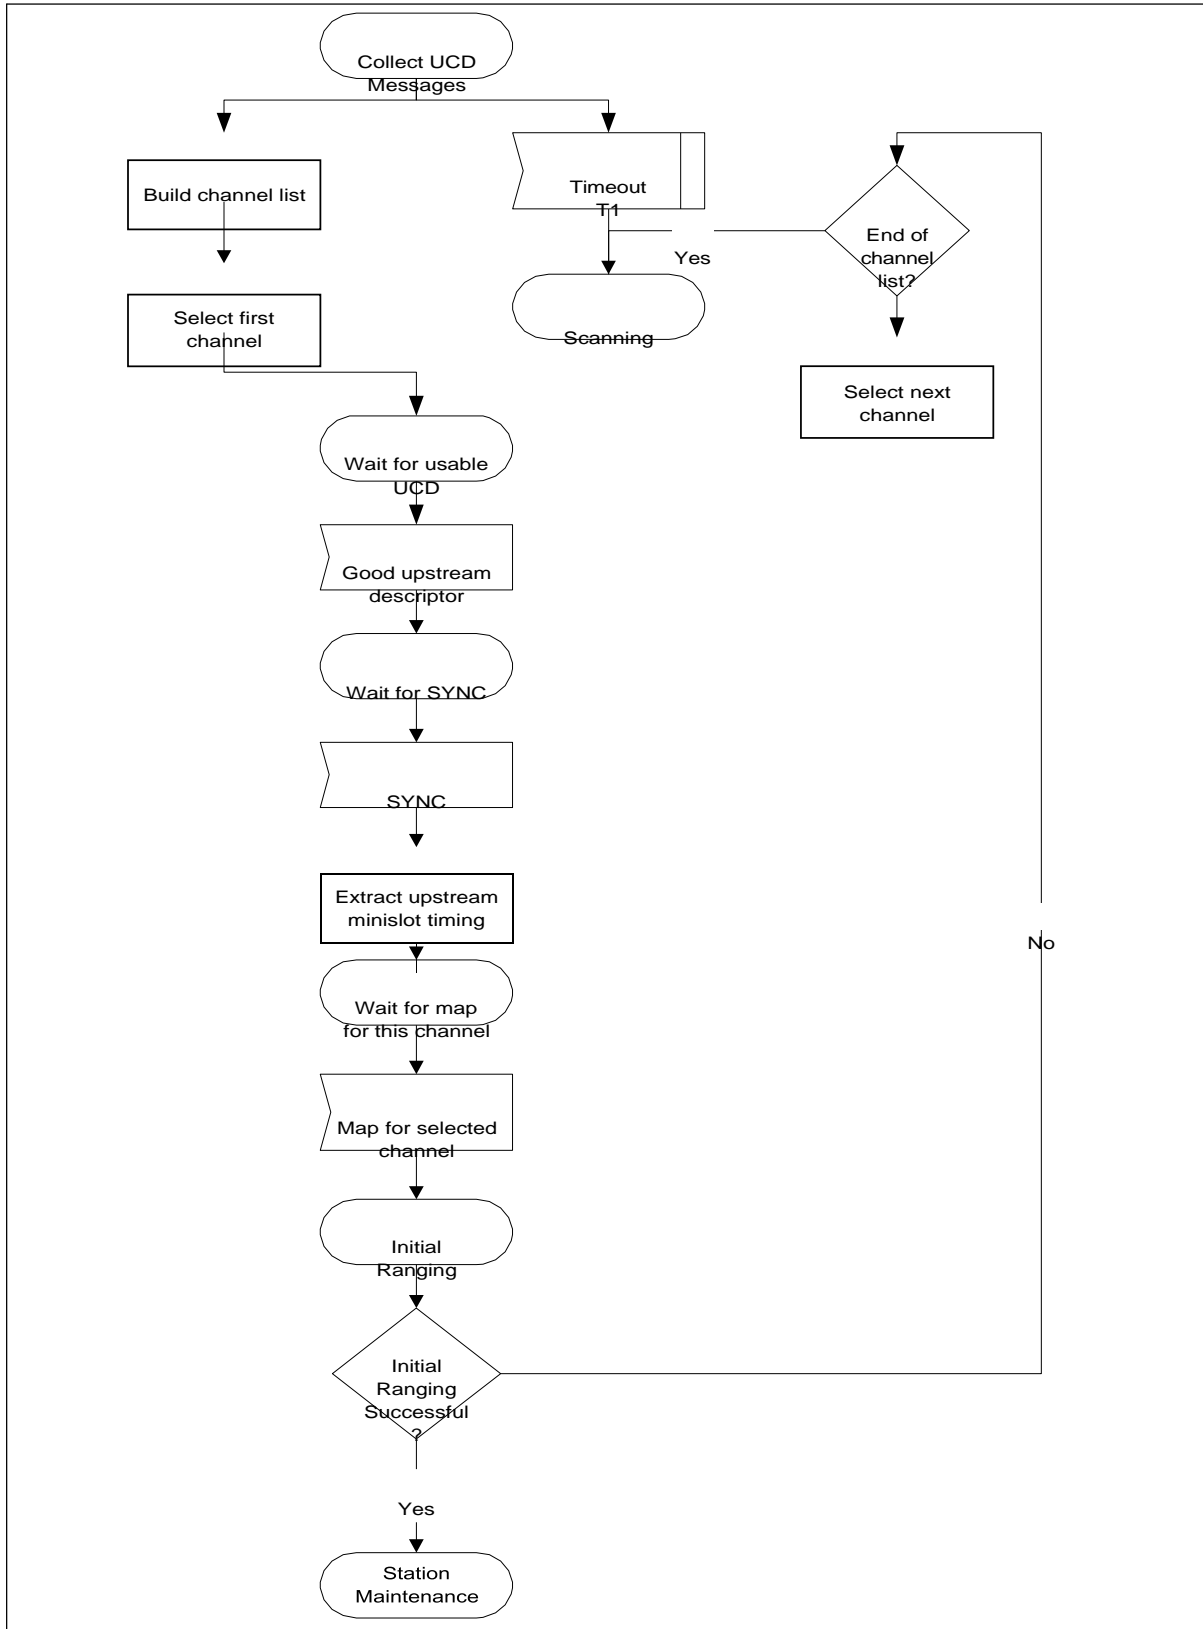 Collect UCD
Messages
Build channel list
Timeout
T1
End of
channel
list?
Yes
Select first
channel
Scanning
Select next
channel
Wait for usable
UCD
Good upstream
descriptor
Wait for SYNC
SYNC
Extract upstream
minislot timing
No
Wait for map
for this channel
Map for selected
channel
Initial
Ranging
Initial
Ranging
Successful
?
Yes
Station
Maintenance